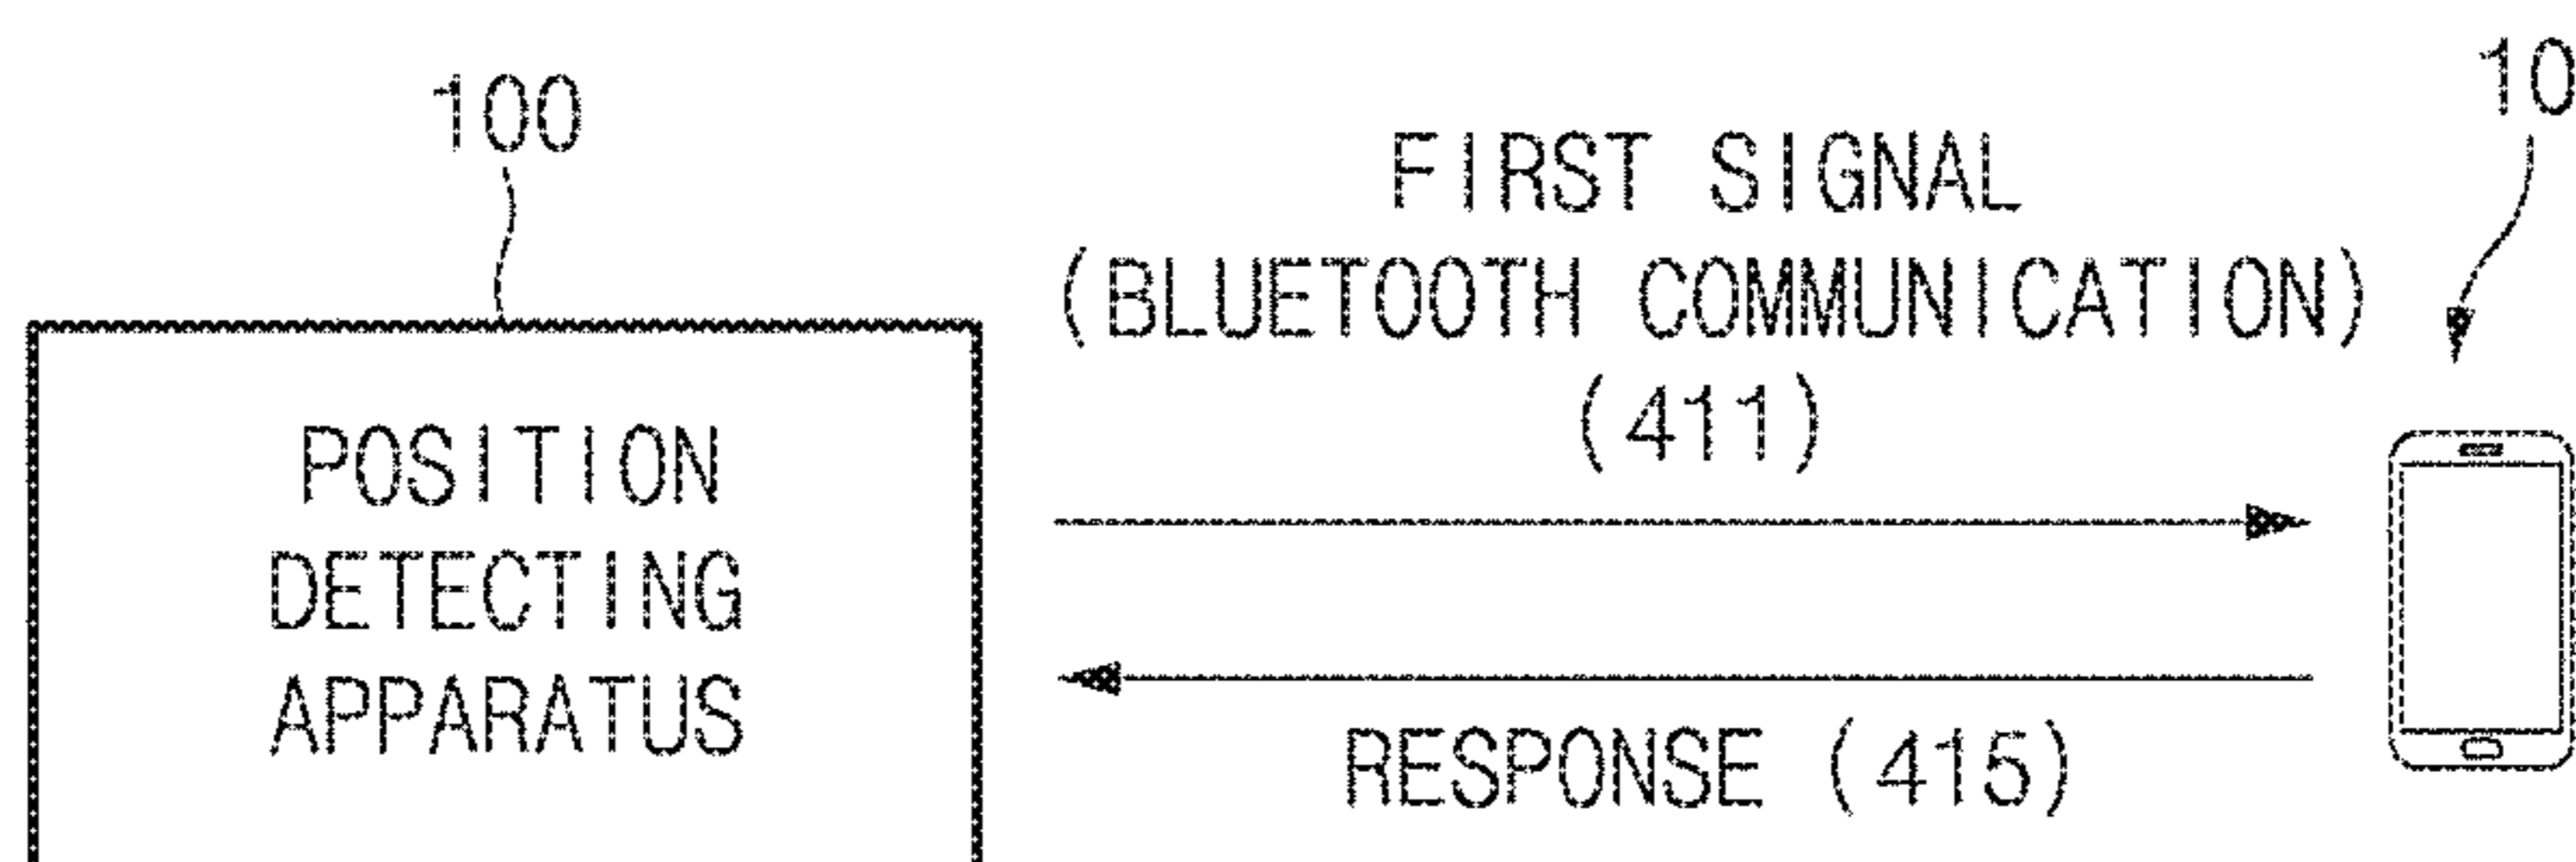 100
10
FIRST SIGNAL
(BLUETOOTH COMMUNICATION)
(411)
POSITION
DETECTING
APPARATUS
RESPONSE (415)